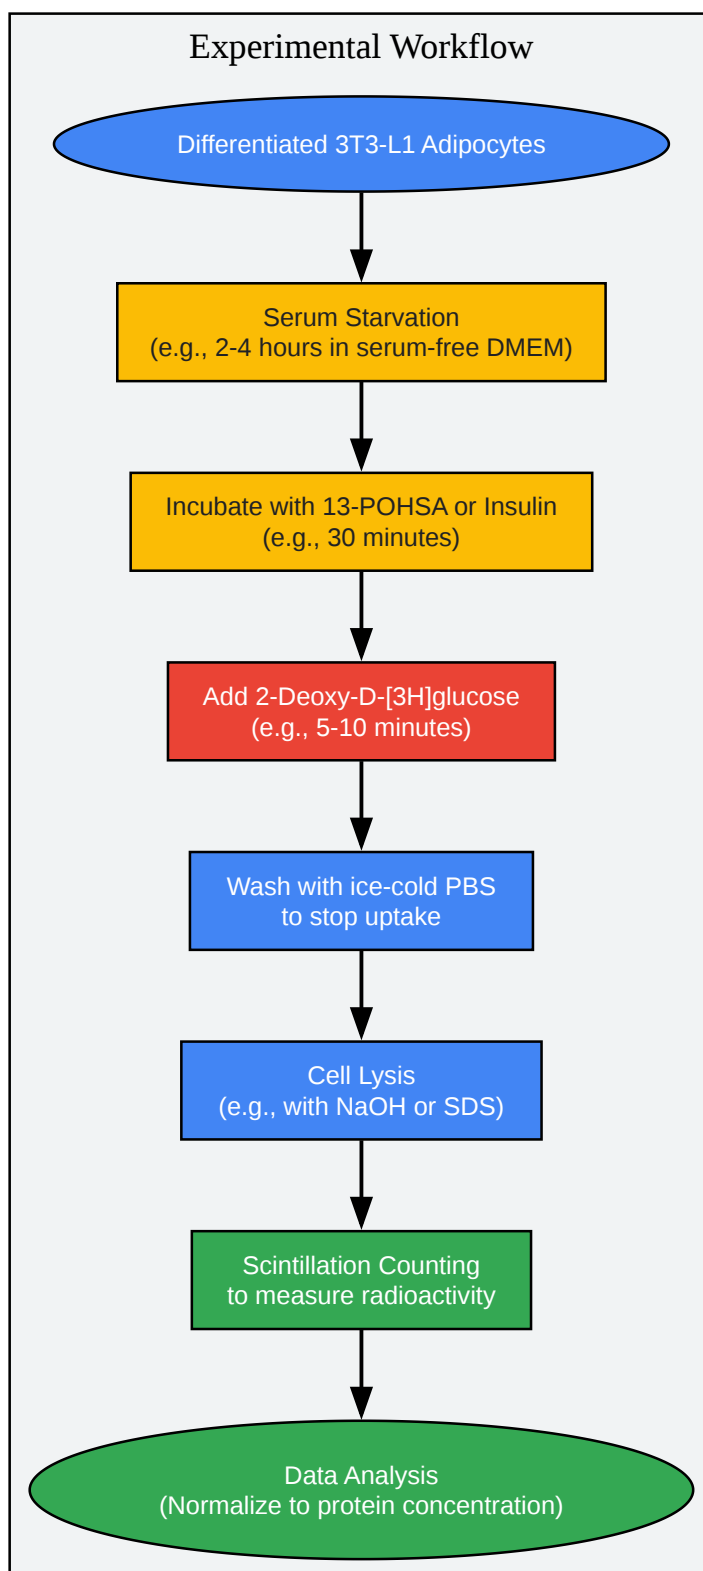 Experimental Workflow
Differentiated 3T3-L1 Adipocytes
Serum Starvation
(e.g., 2-4 hours in serum-free DMEM)
Incubate with 13-POHSA or Insulin
(e.g., 30 minutes)
Add 2-Deoxy-D-[3H]glucose
(e.g., 5-10 minutes)
Wash with ice-cold PBS
to stop uptake
Cell Lysis
(e.g., with NaOH or SDS)
Scintillation Counting
to measure radioactivity
Data Analysis
(Normalize to protein concentration)